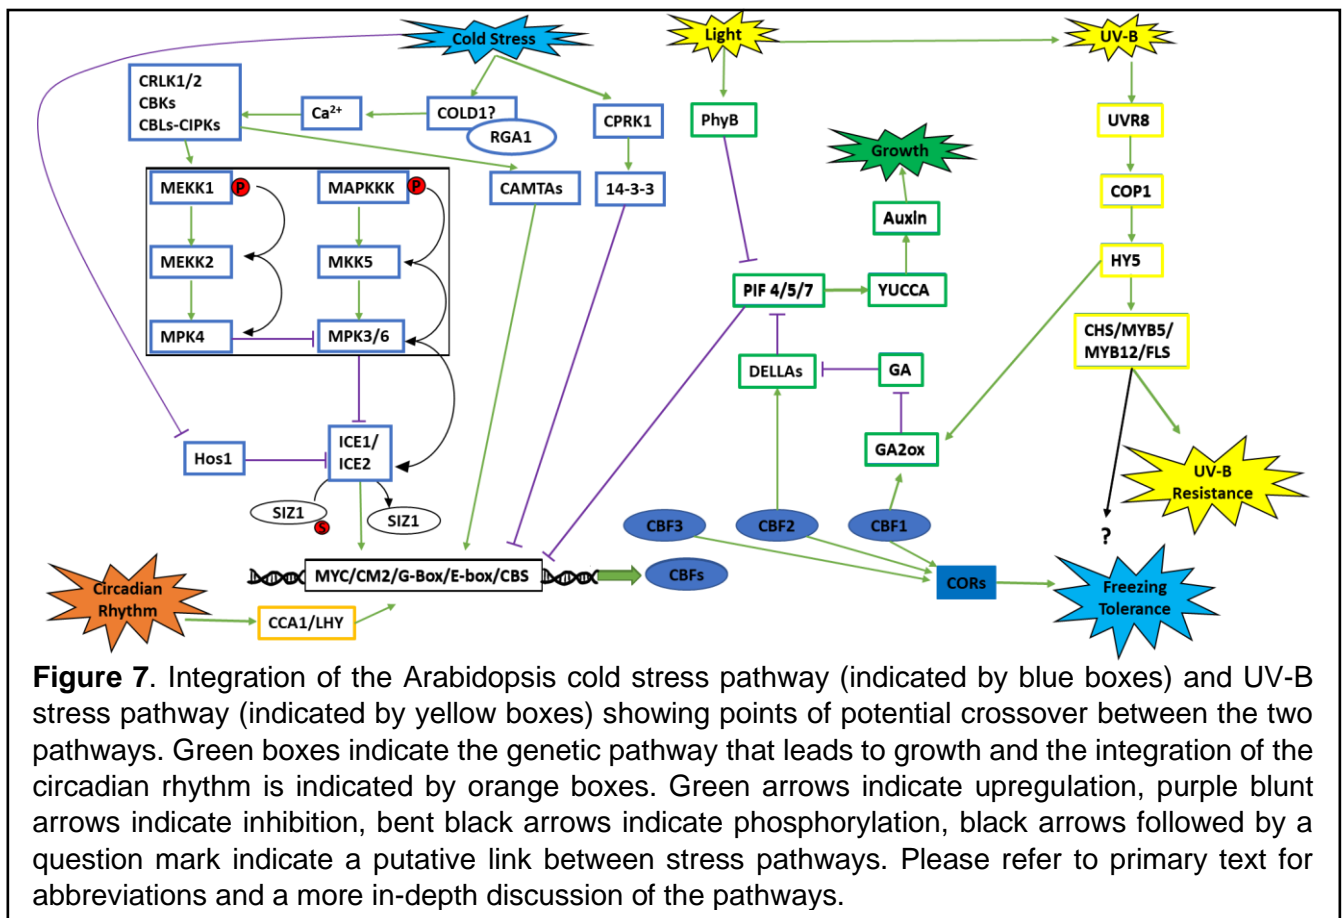 Cold Stress
Light
UV-B
CRLK1/2
CBKs
CBLs-CIPKs
Ca²⁺
COLD1?
RGA1
CPRK1
PhyB
UVR8
Growth
MEKK1
P
MAPKKK
P
CAMTAs
14-3-3
COP1
Auxin
MEKK2
MKK5
HY5
PIF 4/5/7
YUCCA
MPK4
MPK3/6
CHS/MYB5/
MYB12/FLS
DELLAs
GA
Hos1
ICE1/
ICE2
GA2ox
UV-B
Resistance
SIZ1
S
SIZ1
CBF3
CBF2
CBF1
?
MYC/CM2/G-Box/E-box/CBS
CBFs
CORs
Freezing
Tolerance
Circadian
Rhythm
CCA1/LHY
Figure 7. Integration of the Arabidopsis cold stress pathway (indicated by blue boxes) and UV-B
stress pathway (indicated by yellow boxes) showing points of potential crossover between the two
pathways. Green boxes indicate the genetic pathway that leads to growth and the integration of the
circadian rhythm is indicated by orange boxes. Green arrows indicate upregulation, purple blunt
arrows indicate inhibition, bent black arrows indicate phosphorylation, black arrows followed by a
question mark indicate a putative link between stress pathways. Please refer to primary text for
abbreviations and a more in-depth discussion of the pathways.